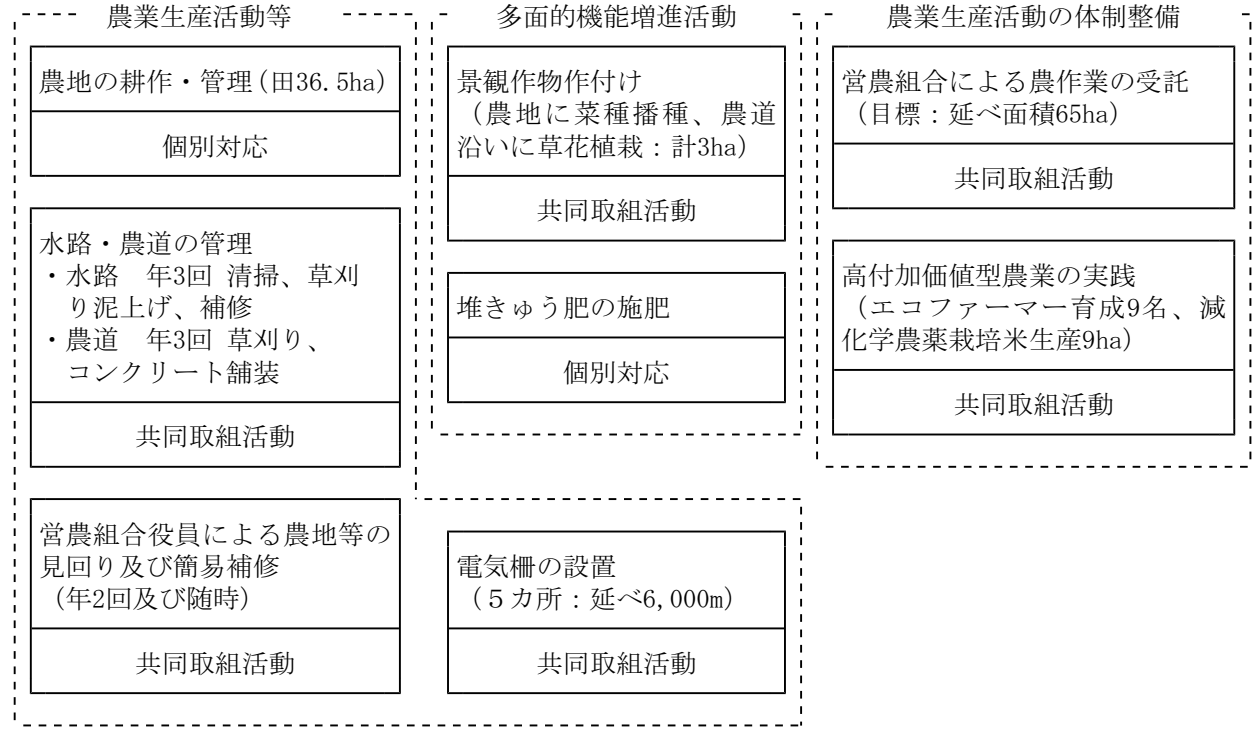 農業生産活動等
農地の耕作・管理(田36.5ha)
個別対応
水路・農道の管理
・水路　年3回 清掃、草刈
り泥上げ、補修
・農道　年3回 草刈り、
コンクリート舗装
共同取組活動
営農組合役員による農地等の
見回り及び簡易補修
（年2回及び随時）
共同取組活動
電気柵の設置
（５カ所：延べ6,000m）
共同取組活動
多面的機能増進活動
景観作物作付け
（農地に菜種播種、農道
沿いに草花植栽：計3ha）
共同取組活動
堆きゅう肥の施肥
個別対応
農業生産活動の体制整備
営農組合による農作業の受託
（目標：延べ面積65ha）
共同取組活動
高付加価値型農業の実践
（エコファーマー育成9名、減
化学農薬栽培米生産9ha）
共同取組活動